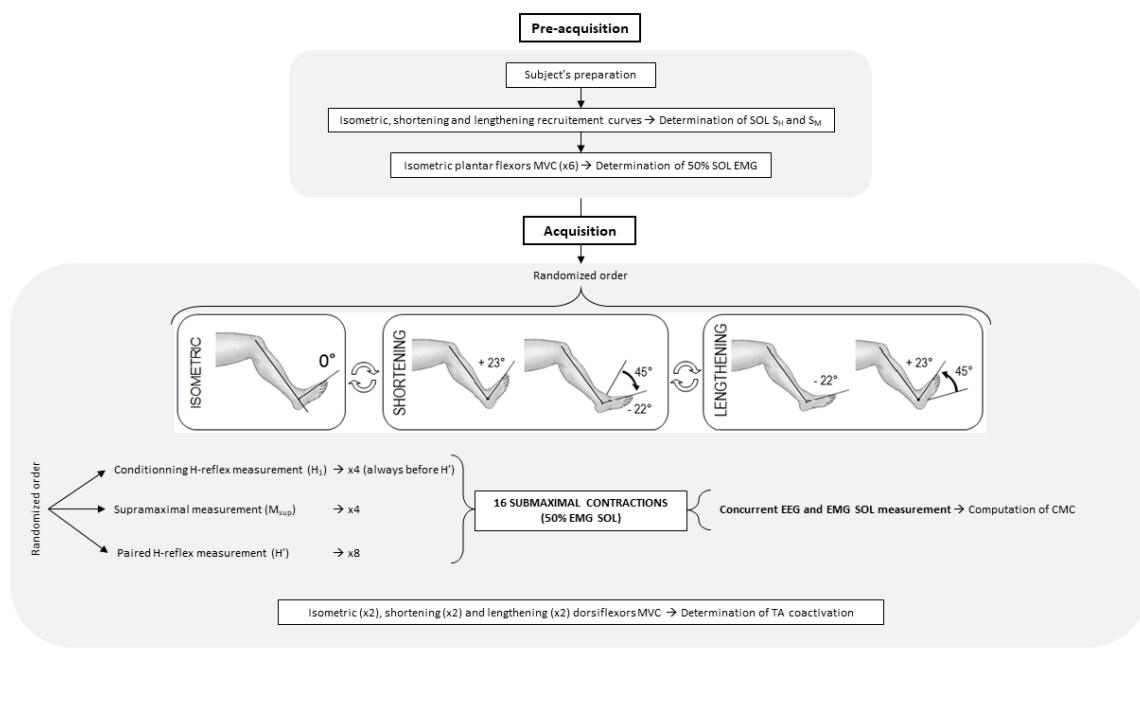 Pre-acquisition
Subject's preparation
Isometric, shortening and lengthening recruitement curves → Determination of SOL S_H and S_M
Isometric plantar flexors MVC (x6) → Determination of 50% SOL EMG
Acquisition
Randomized order
ISOMETRIC
0°
SHORTENING
+ 23°
45°
- 22°
LENGTHENING
- 22°
+ 23°
45°
Randomized order
Conditionning H-reflex measurement (H₁) → x4 (always before H')
Supramaximal measurement (M_sup) → x4
Paired H-reflex measurement (H') → x8
16 SUBMAXIMAL CONTRACTIONS
(50% EMG SOL)
Concurrent EEG and EMG SOL measurement → Computation of CMC
Isometric (x2), shortening (x2) and lengthening (x2) dorsiflexors MVC → Determination of TA coactivation